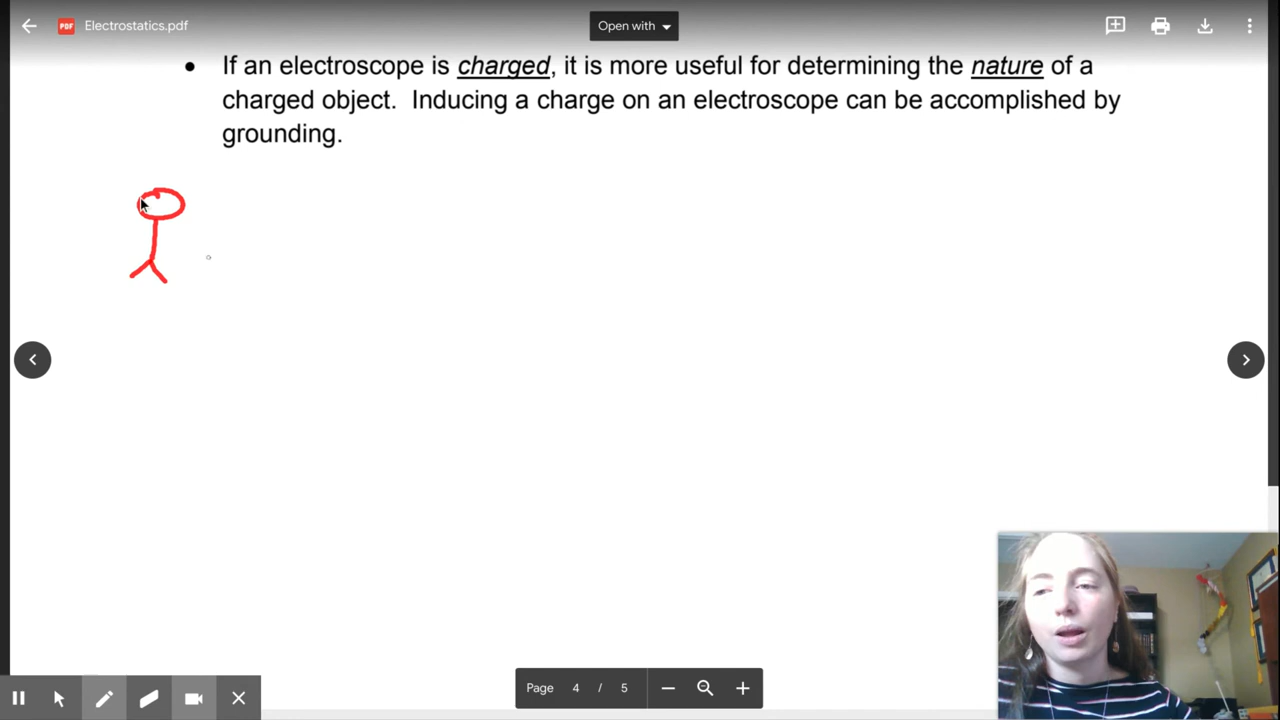 Electrostatics.pdf
Open with
PDF
• If an electroscope is charged, it is more useful for determining the nature of a
charged object. Inducing a charge on an electroscope can be accomplished by
grounding.
Page 4 / 5